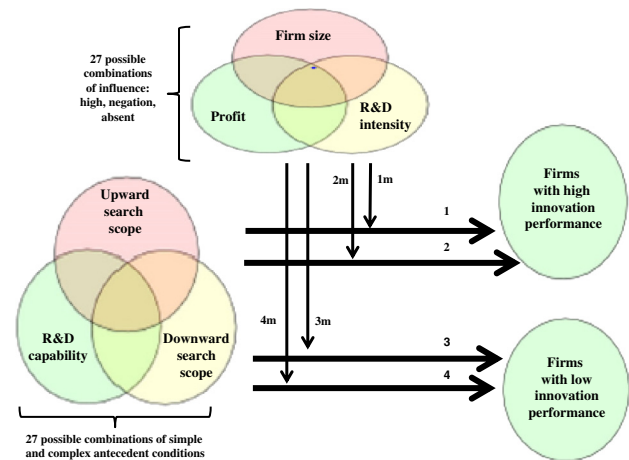 27 possible
combinations
of influence:
high, negation,
absent
Firm size
Profit
R&D
intensity
2m
1m
Firms
with high
innovation
performance
1
2
Upward
search
scope
R&D
capability
Downward
search
scope
4m
3m
3
4
Firms
with low
innovation
performance
27 possible combinations of simple
and complex antecedent conditions